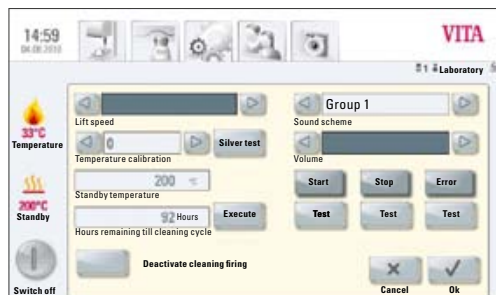 14:59
04.08.2010
VITA
1 Laboratory
33°C
Temperature
200°C
Standby
Switch off
Lift speed
0
Silver test
Temperature calibration
200 °C
Standby temperature
92 Hours
Execute
Hours remaining till cleaning cycle
Deactivate cleaning firing
Group 1
Sound scheme
Volume
Start
Stop
Error
Test
Test
Test
Cancel
Ok